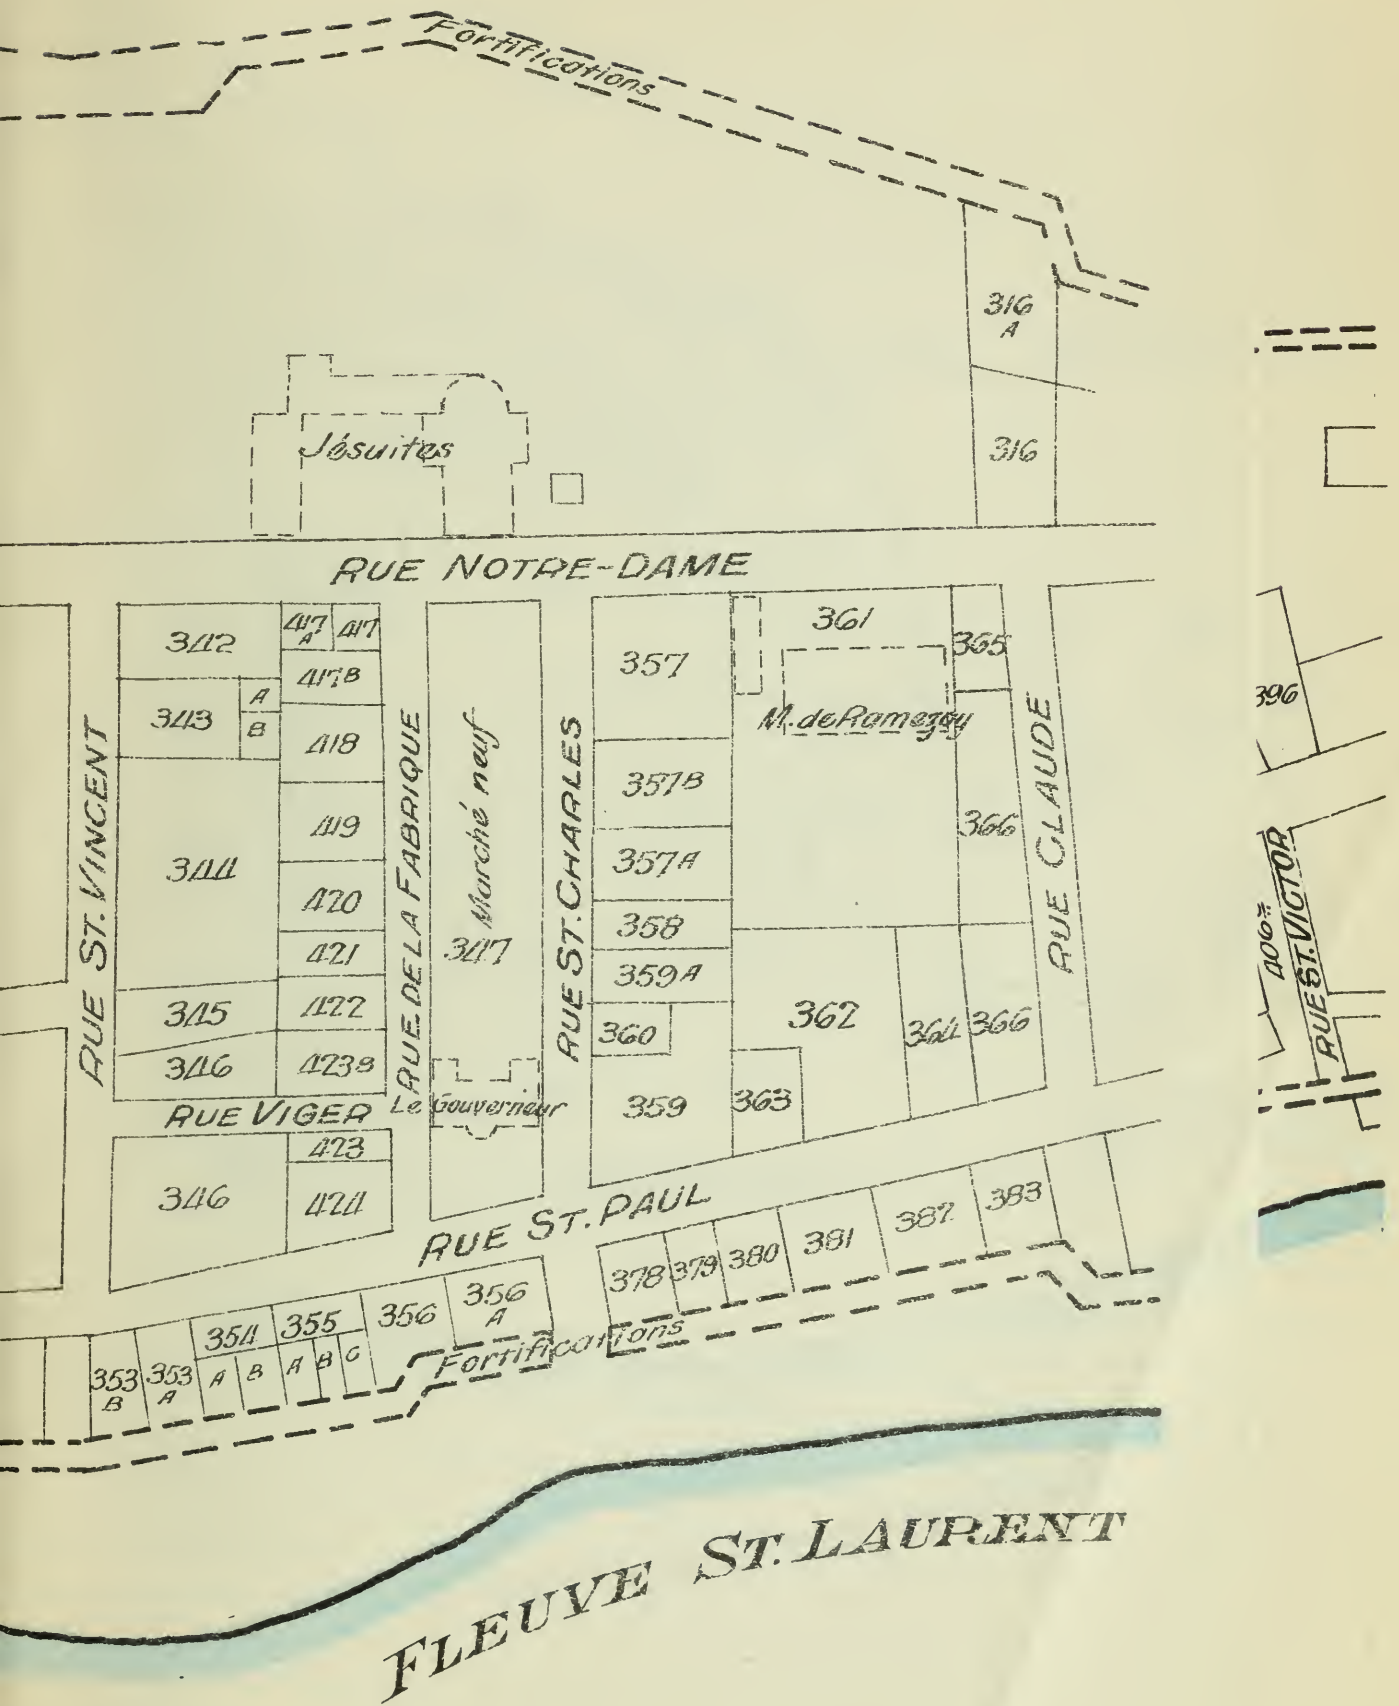 Fortifications
316
A
316
Jésuites
RUE NOTRE-DAME
342
417
A
417
417B
343
A
B
418
344
419
420
421
345
422
346
423B
RUE ST. VINCENT
RUE DE LA FABRIQUE
Marché neuf
347
Le Gouverneur
RUE ST. CHARLES
357
357B
357A
358
359A
360
359
361
M. de Ramezay
365
366
362
364
366
363
RUE CLAUDE
RUE VIGER
346
423
424
RUE ST. PAUL
378
379
380
381
382
383
353
B
353
A
354
A
B
355
A
B
C
356
356
A
Fortifications
FLEUVE ST. LAURENT
396
RUE ST. VICTOR